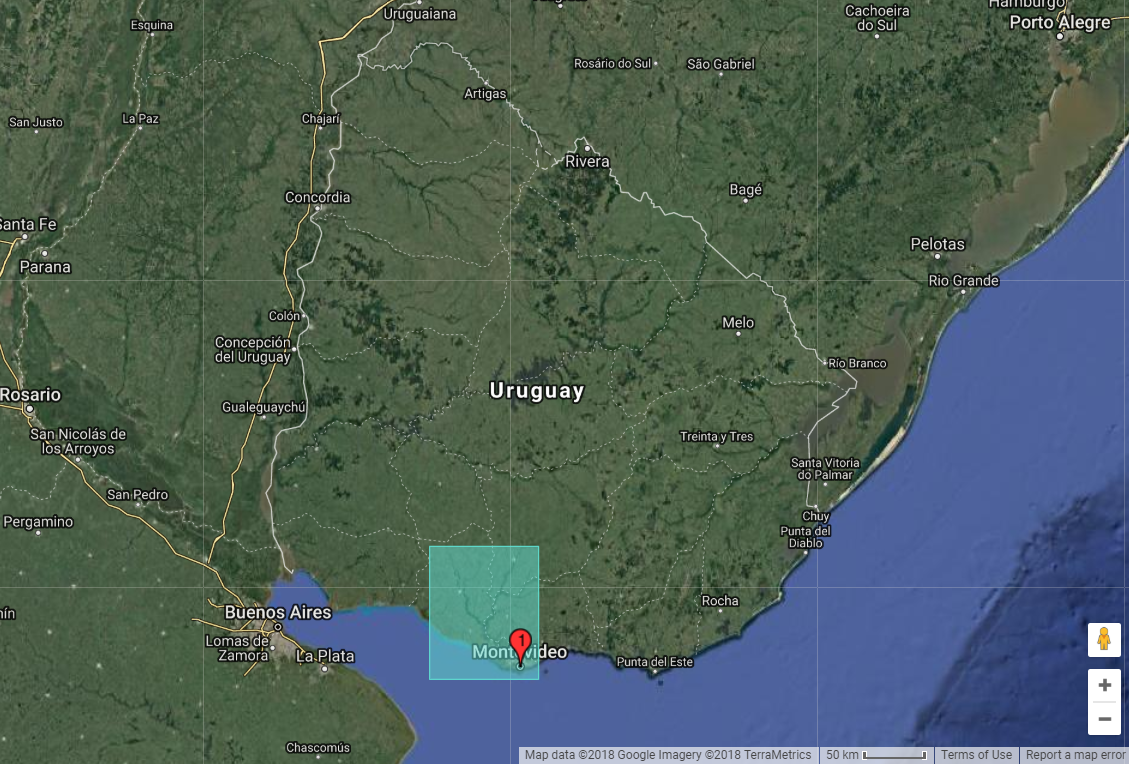 Hamburgo
Uruguaiana
Cachoeira
do Sul
Porto Alegre
Esquina
Rosário do Sul
São Gabriel
Artigas
San Justo
La Paz
Chajarí
Rivera
Concordia
Bagé
Santa Fe
Parana
Pelotas
Rio Grande
Colón
Melo
Concepción
del Uruguay
Río Branco
Uruguay
Rosario
Gualeguaychú
San Nicolás de
los Arroyos
Treinta y Tres
Santa Vitoria
do Palmar
San Pedro
Pergamino
Chuy
Punta del
Diablo
Rocha
Buenos Aires
Lomas de
Zamora
La Plata
1
Montevideo
Punta del Este
Chascomús
+
−
Map data ©2018 Google Imagery ©2018 TerraMetrics
50 km
Terms of Use
Report a map error